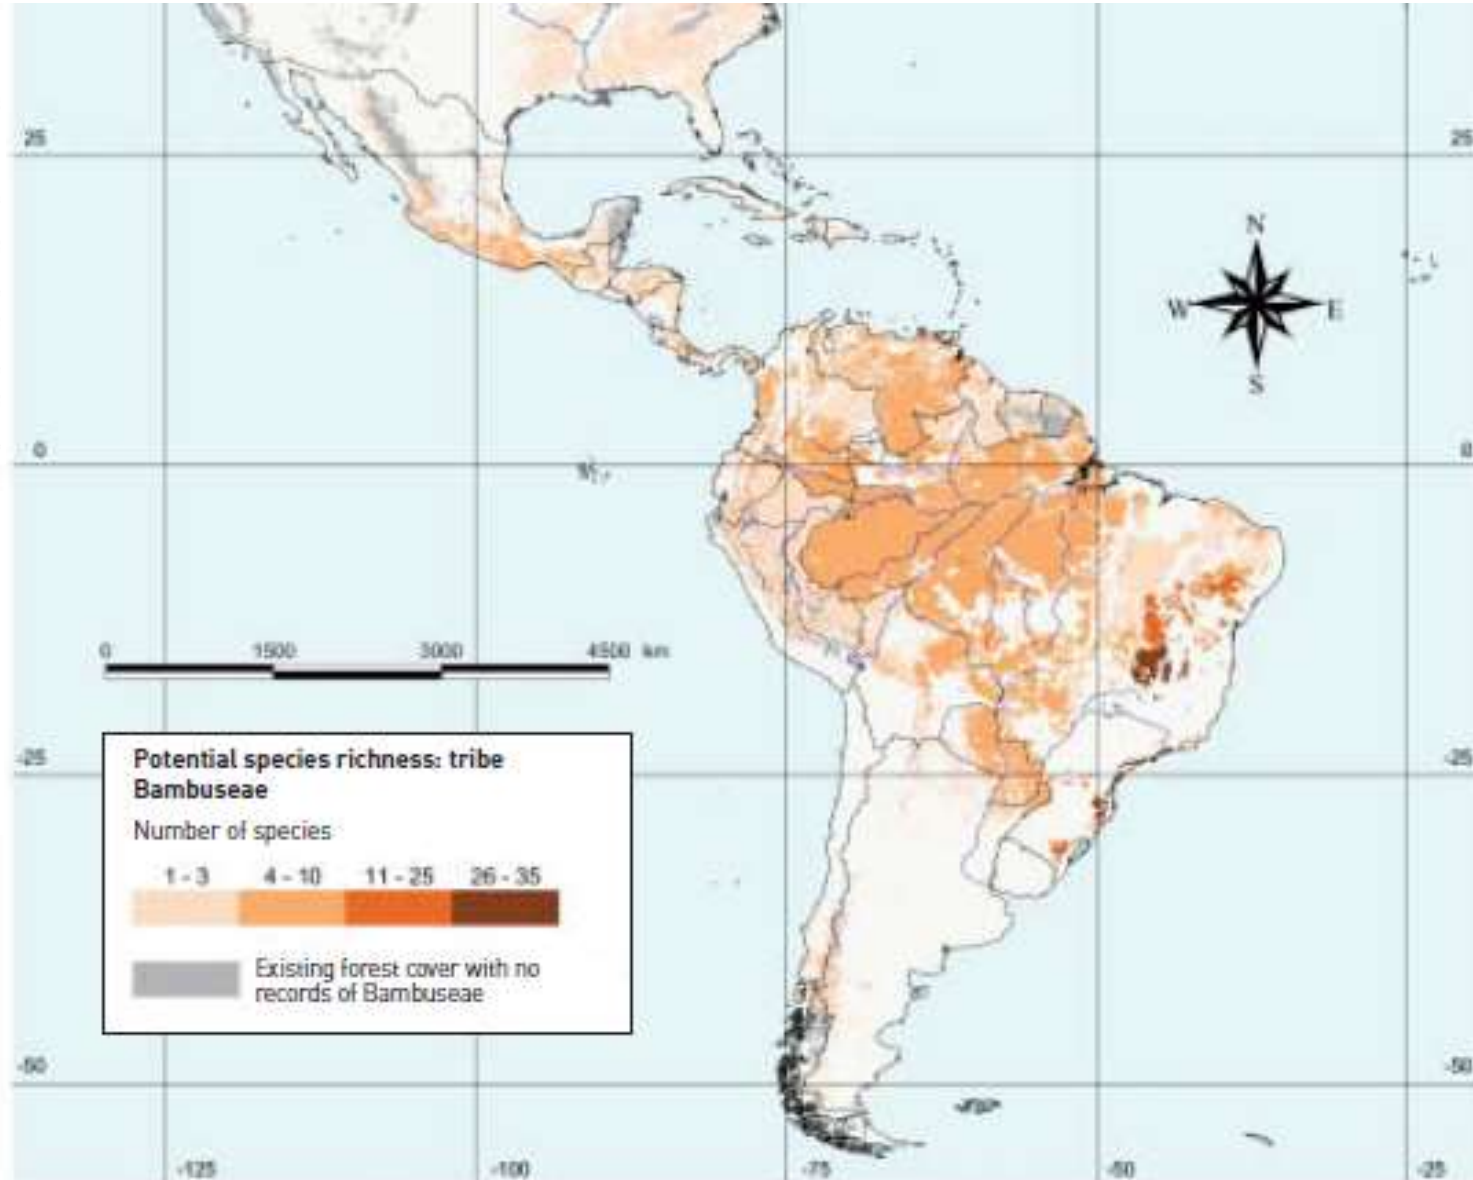 25
25
N
W
E
S
0
0
0
1500
3000
4500 km
-25
-25
Potential species richness: tribe
Bambuseae
Number of species
1 - 3
4 - 10
11 - 25
26 - 35
Existing forest cover with no
records of Bambuseae
-50
-50
-125
-100
-75
-50
-25